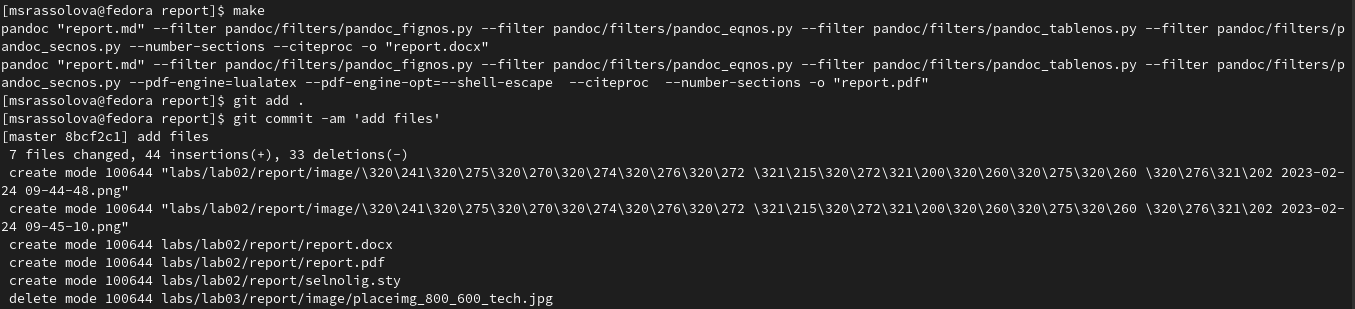 [msrassolova@fedora report]$ make
pandoc "report.md" --filter pandoc/filters/pandoc_fignos.py --filter pandoc/filters/pandoc_eqnos.py --filter pandoc/filters/pandoc_tablenos.py --filter pandoc/filters/p
andoc_secnos.py --number-sections --citeproc -o "report.docx"
pandoc "report.md" --filter pandoc/filters/pandoc_fignos.py --filter pandoc/filters/pandoc_eqnos.py --filter pandoc/filters/pandoc_tablenos.py --filter pandoc/filters/p
andoc_secnos.py --pdf-engine=lualatex --pdf-engine-opt=--shell-escape  --citeproc  --number-sections -o "report.pdf"
[msrassolova@fedora report]$ git add .
[msrassolova@fedora report]$ git commit -am 'add files'
[master 8bcf2c1] add files
 7 files changed, 44 insertions(+), 33 deletions(-)
 create mode 100644 "labs/lab02/report/image/\320\241\320\275\320\270\320\274\320\276\320\272 \321\215\320\272\321\200\320\260\320\275\320\260 \320\276\321\202 2023-02-
24 09-44-48.png"
 create mode 100644 "labs/lab02/report/image/\320\241\320\275\320\270\320\274\320\276\320\272 \321\215\320\272\321\200\320\260\320\275\320\260 \320\276\321\202 2023-02-
24 09-45-10.png"
 create mode 100644 labs/lab02/report/report.docx
 create mode 100644 labs/lab02/report/report.pdf
 create mode 100644 labs/lab02/report/selnolig.sty
 delete mode 100644 labs/lab03/report/image/placeimg_800_600_tech.jpg